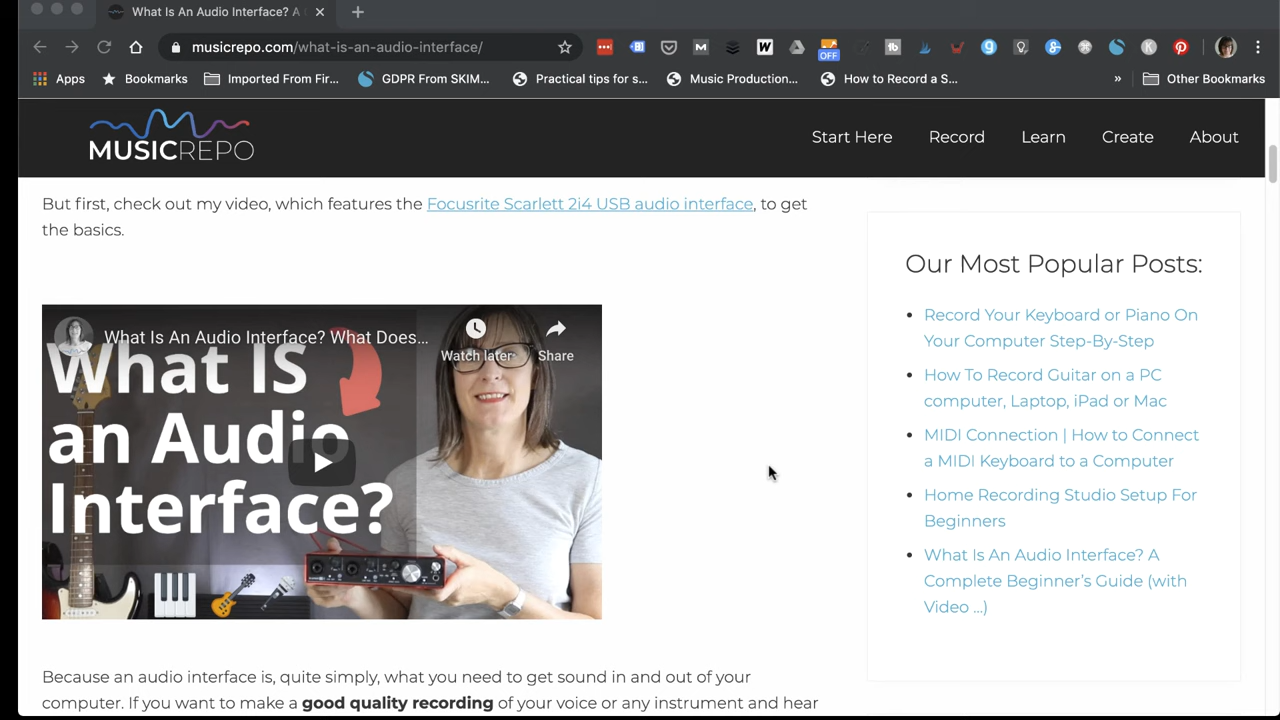 What Is An Audio Interface? A C
musicrepo.com/what-is-an-audio-interface/
OFF
Apps
Bookmarks
Imported From Fir...
GDPR From SKIM...
Practical tips for s...
Music Production...
How to Record a S...
»
Other Bookmarks
MUSICREPO
Start Here
Record
Learn
Create
About
But first, check out my video, which features the Focusrite Scarlett 2i4 USB audio interface, to get
the basics.
What Is An Audio Interface? What Does...
Watch later
Share
What IS
an Audio
Interface?
Because an audio interface is, quite simply, what you need to get sound in and out of your
computer. If you want to make a good quality recording of your voice or any instrument and hear
Our Most Popular Posts:
Record Your Keyboard or Piano On
Your Computer Step-By-Step
How To Record Guitar on a PC
computer, Laptop, iPad or Mac
MIDI Connection | How to Connect
a MIDI Keyboard to a Computer
Home Recording Studio Setup For
Beginners
What Is An Audio Interface? A
Complete Beginner's Guide (with
Video ...)